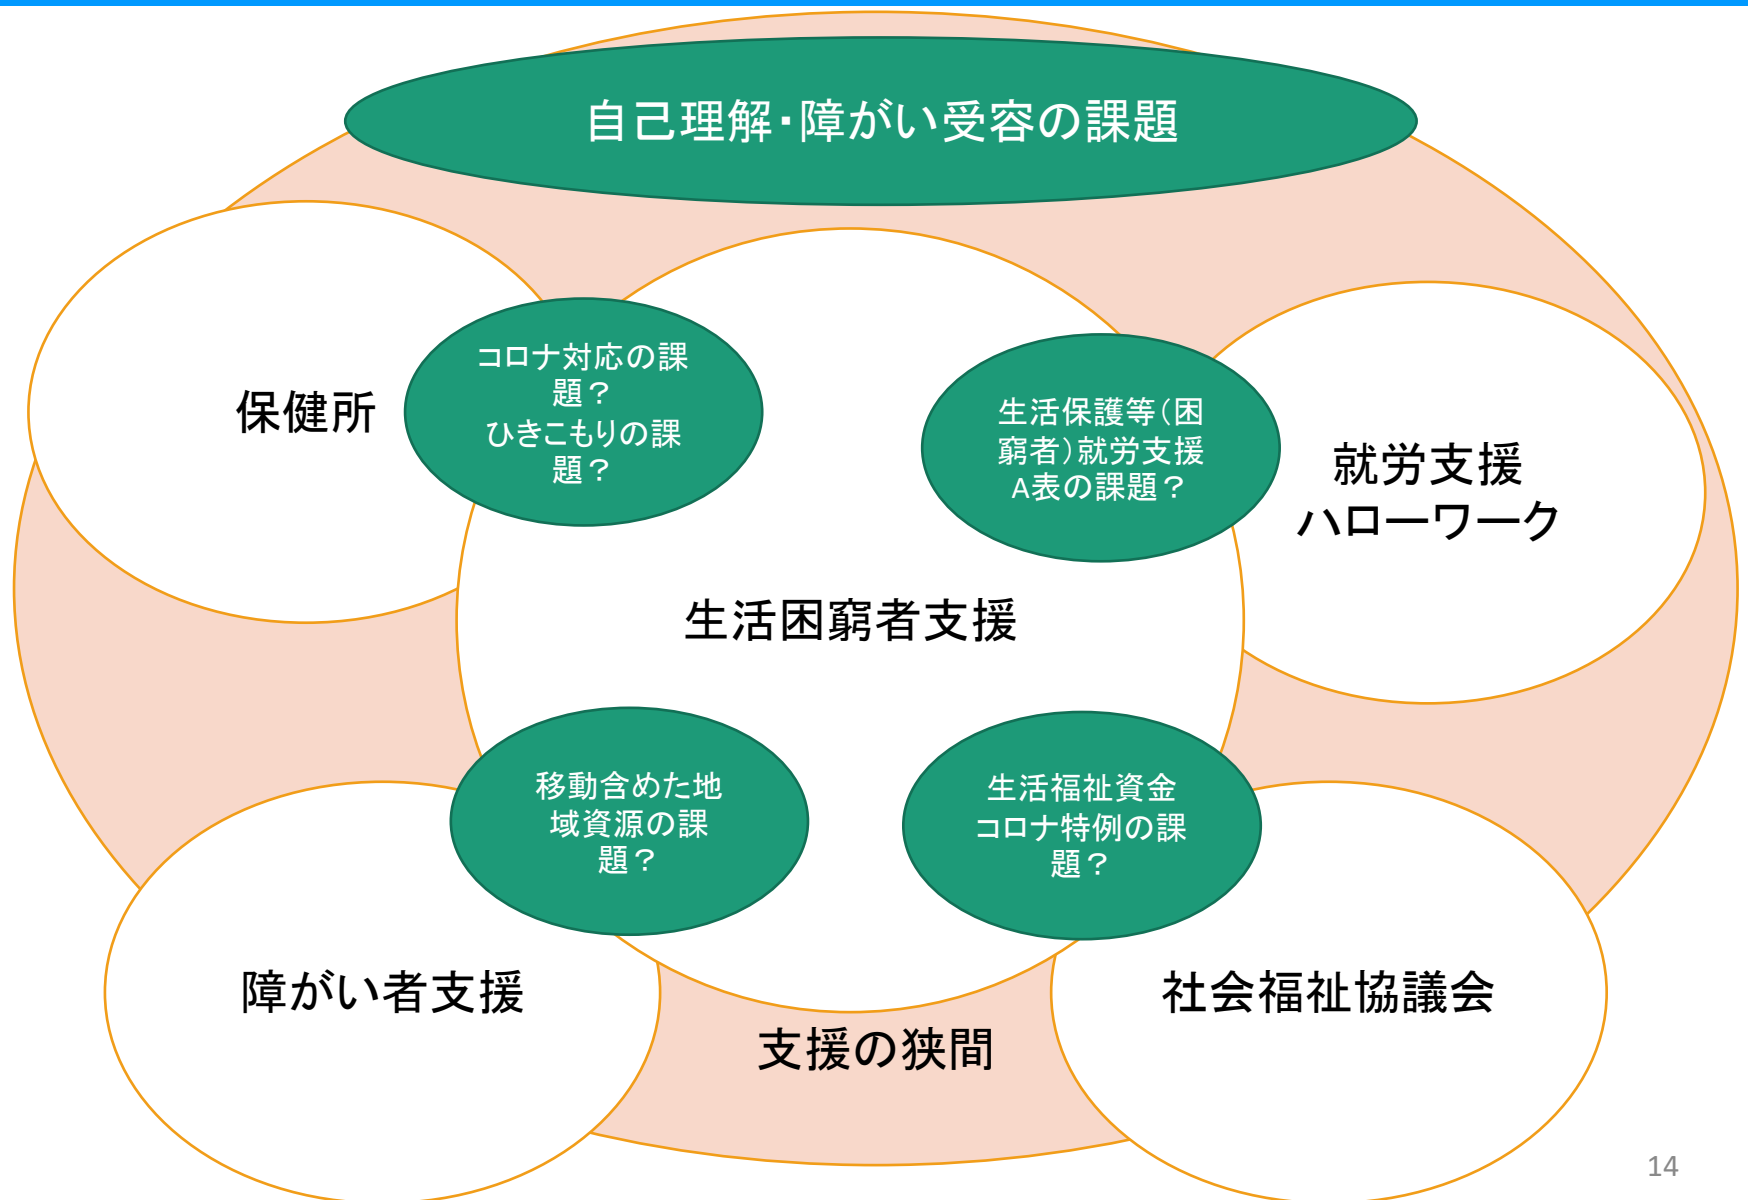 自己理解・障がい受容の課題
保健所
コロナ対応の課
題？
ひきこもりの課
題？
生活保護等（困
窮者）就労支援
A表の課題？
就労支援
ハローワーク
生活困窮者支援
移動含めた地
域資源の課
題？
生活福祉資金
コロナ特例の課
題？
障がい者支援
社会福祉協議会
支援の狭間
14